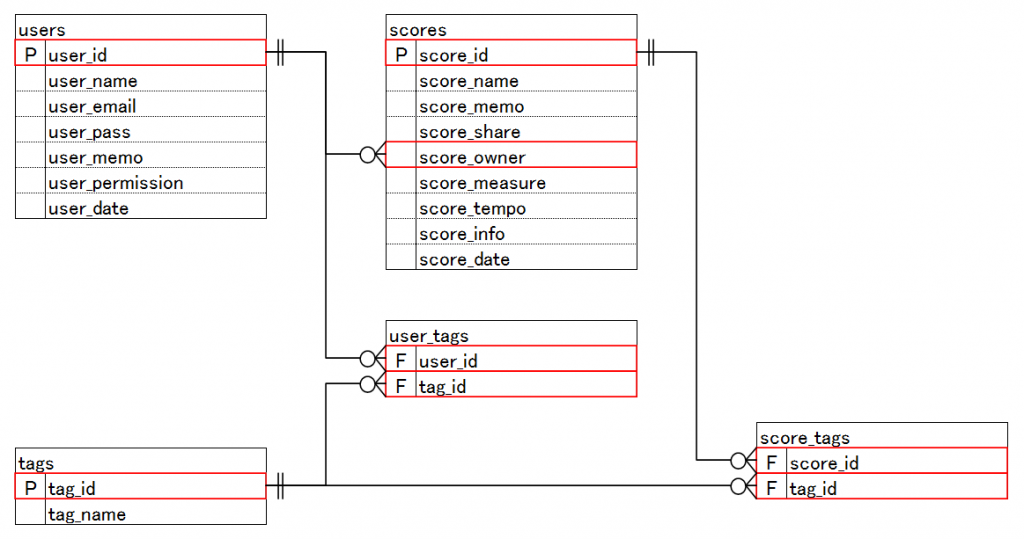 users
P user_id
user_name
user_email
user_pass
user_memo
user_permission
user_date
scores
P score_id
score_name
score_memo
score_share
score_owner
score_measure
score_tempo
score_info
score_date
user_tags
F user_id
F tag_id
tags
P tag_id
tag_name
score_tags
F score_id
F tag_id